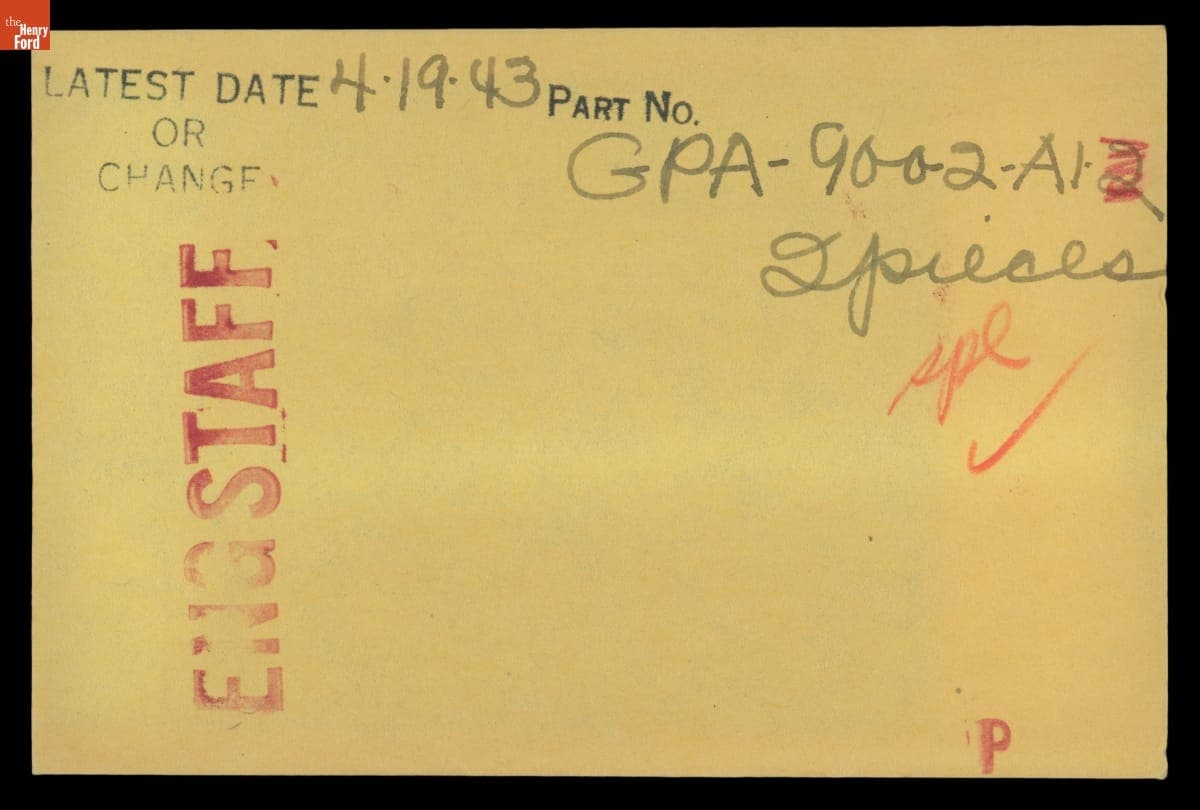 the
Henry
Ford
LATEST DATE 4·19·43 PART NO.
OR
CHANGE
GPA-9002-A1-2
2 pieces
spl
ENG STAFF
P